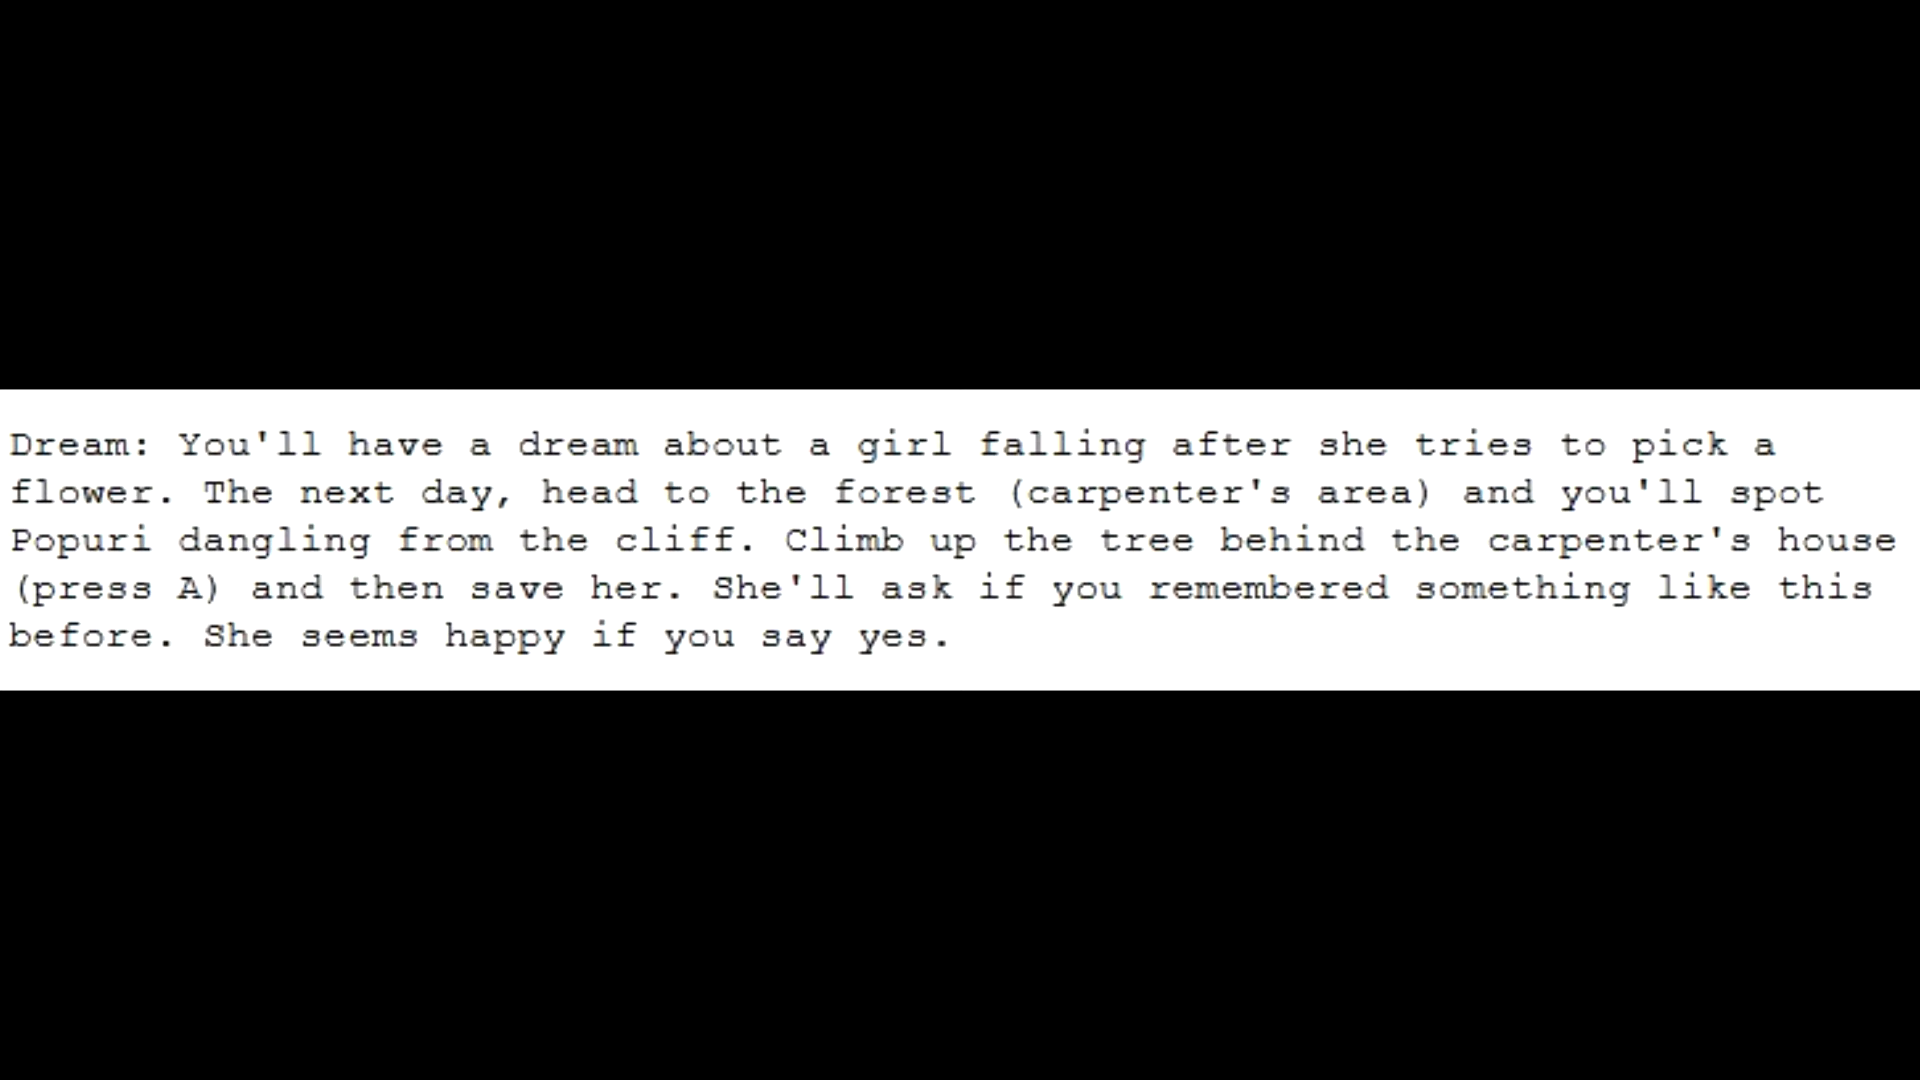 Dream: You'll have a dream about a girl falling after she tries to pick a
flower. The next day, head to the forest (carpenter's area) and you'll spot
Popuri dangling from the cliff. Climb up the tree behind the carpenter's house
(press A) and then save her. She'll ask if you remembered something like this
before. She seems happy if you say yes.